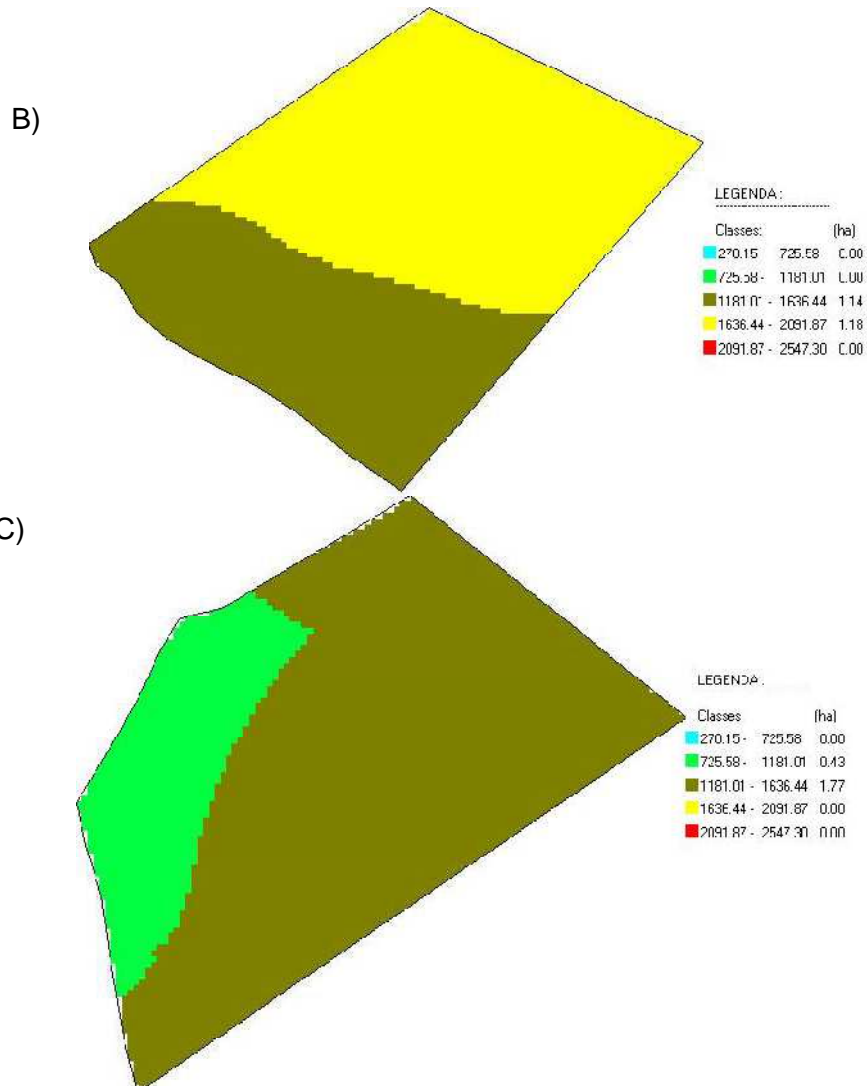 B)
LEGENDA:
Classes: (ha)
270.15 725.58 0.00
725.58 - 1181.01 0.00
1181.01 - 1636.44 1.14
1636.44 - 2091.87 1.18
2091.87 - 2547.30 0.00
C)
LEGENDA:
Classes (ha)
270.15 - 725.58 0.00
725.58 - 1181.01 0.43
1181.01 - 1636.44 1.77
1636.44 - 2091.87 0.00
2091.87 - 2547.30 0.00